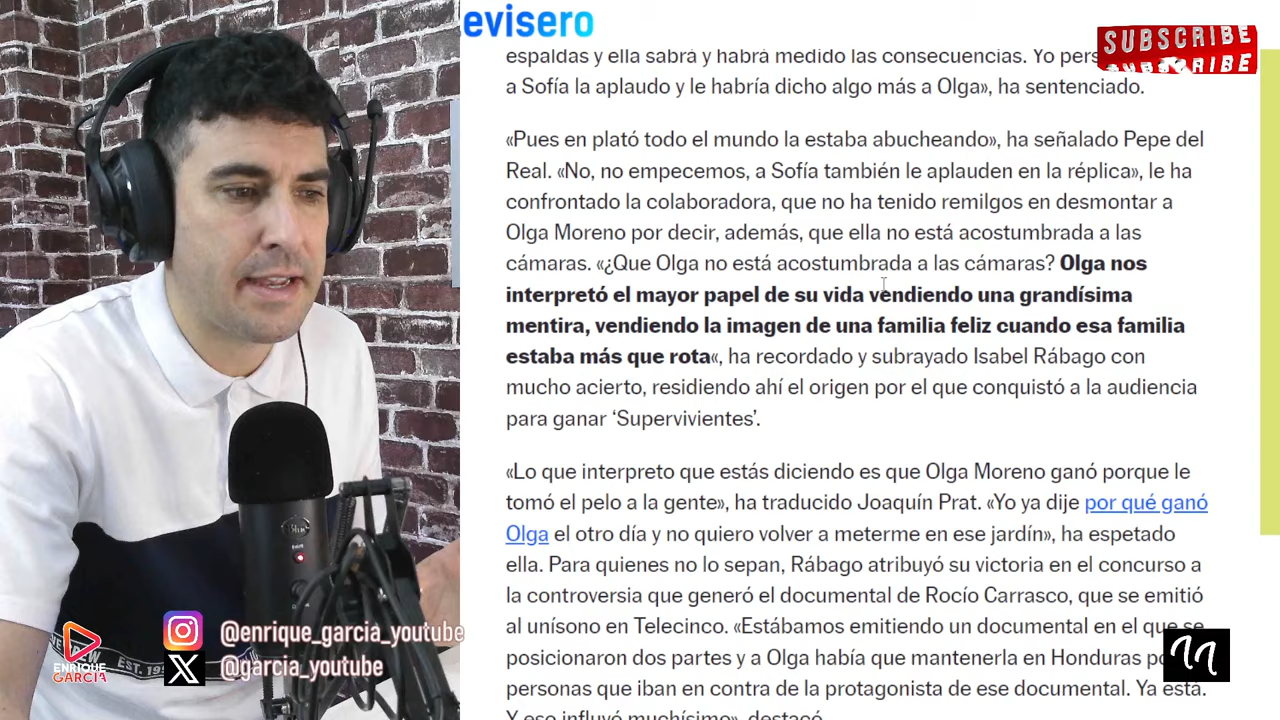 evisero
SUBSCRIBE
espaldas y ella sabrá y habrá medido las consecuencias. Yo
a Sofía la aplaudo y le habría dicho algo más a Olga», ha sentenciado.
«Pues en plató todo el mundo la estaba abucheando», ha señalado Pepe del
Real. «No, no empecemos, a Sofía también le aplauden en la réplica», le ha
confrontado la colaboradora, que no ha tenido remilgos en desmontar a
Olga Moreno por decir, además, que ella no está acostumbrada a las
cámaras. «¿Que Olga no está acostumbrada a las cámaras? Olga nos
interpretó el mayor papel de su vida vendiendo una grandísima
mentira, vendiendo la imagen de una familia feliz cuando esa familia
estaba más que rota«, ha recordado y subrayado Isabel Rábago con
mucho acierto, residiendo ahí el origen por el que conquistó a la audiencia
para ganar ‘Supervivientes’.
«Lo que interpreto que estás diciendo es que Olga Moreno ganó porque le
tomó el pelo a la gente», ha traducido Joaquín Prat. «Yo ya dije por qué ganó
Olga el otro día y no quiero volver a meterme en ese jardín», ha espetado
ella. Para quienes no lo sepan, Rábago atribuyó su victoria en el concurso a
la controversia que generó el documental de Rocío Carrasco, que se emitió
al unísono en Telecinco. «Estábamos emitiendo un documental en el que se
posicionaron dos partes y a Olga había que mantenerla en Honduras
personas que iban en contra de la protagonista de ese documental. Ya está.
Y eso influyó muchísimo», destacó
@enrique_garcia_youtube
@garcia_youtube
ENRIQUE
GARCIA
EST.